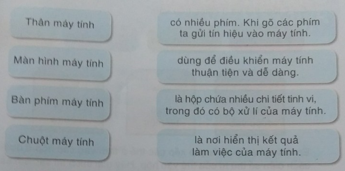 Thân máy tính
có nhiều phím. Khi gõ các phím
ta gửi tín hiệu vào máy tính.
Màn hình máy tính
dùng để điều khiển máy tính
thuận tiện và dễ dàng.
Bàn phím máy tính
là hộp chứa nhiều chi tiết tinh vi,
trong đó có bộ xử lí của máy tính.
Chuột máy tính
là nơi hiển thị kết quả
làm việc của máy tính.